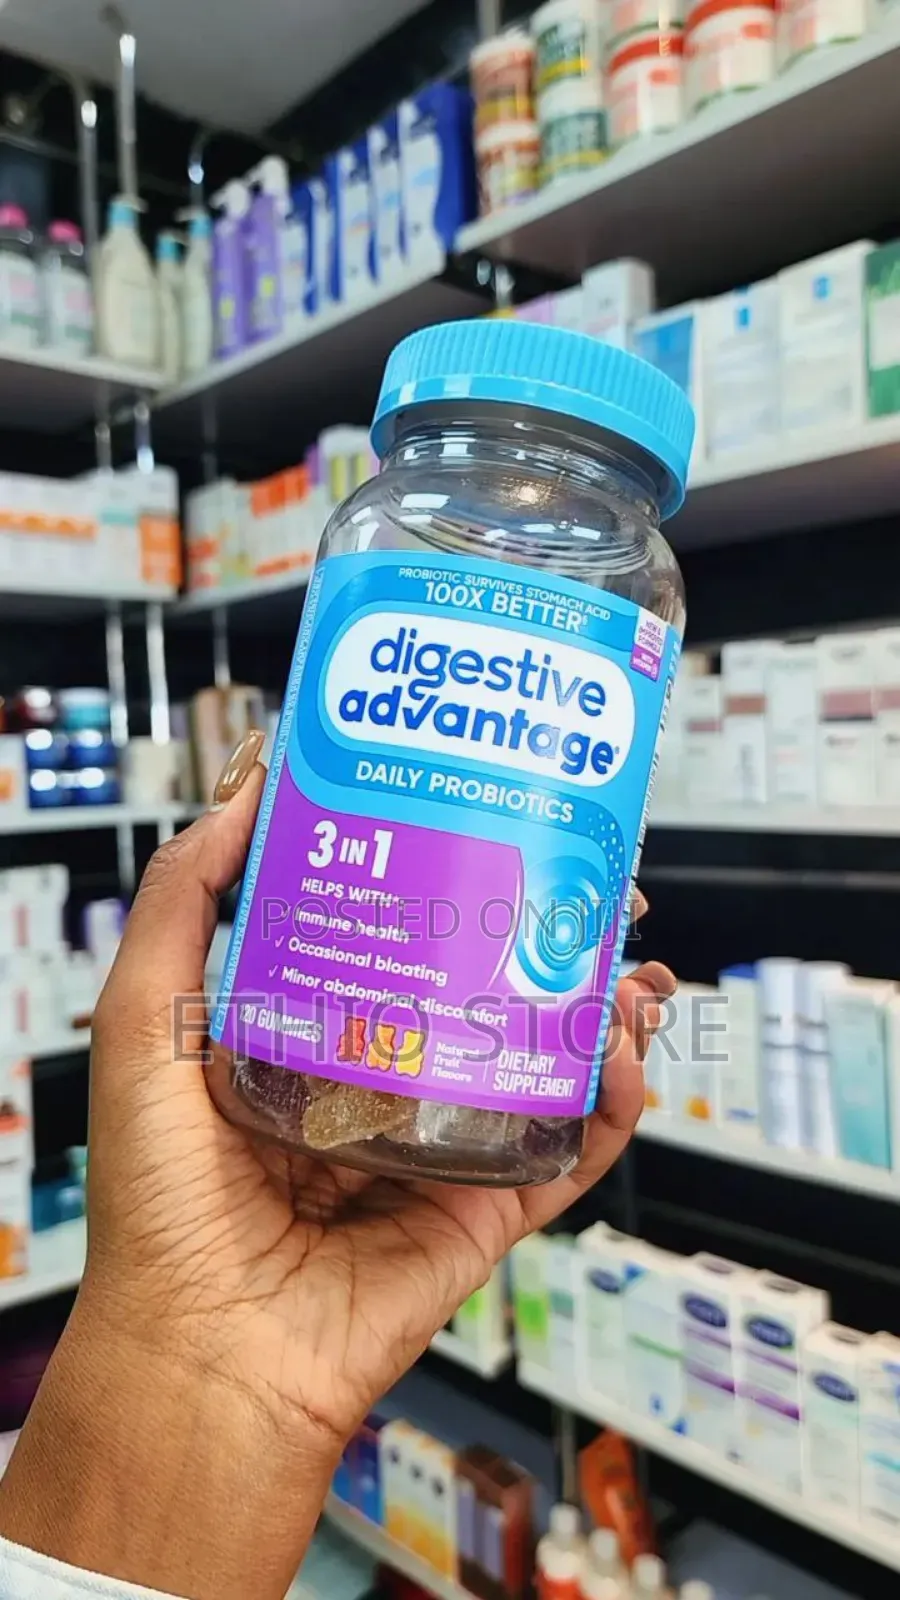 PROBIOTIC SURVIVES STOMACH ACID
100X BETTER
digestive
advantage
DAILY PROBIOTICS
3 IN 1
HELPS WITH
✓ Immune health
✓ Occasional bloating
✓ Minor abdominal discomfort
120 GUMMIES
Natural
Fruit
Flavors
DIETARY
SUPPLEMENT
POSTED ON JIJI
ETHIO STORE